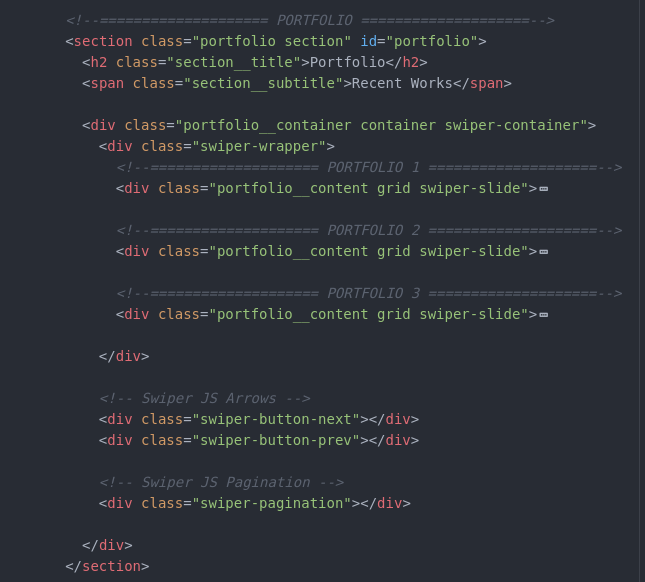 <!--==================== PORTFOLIO ====================-->
<section class="portfolio section" id="portfolio">
<h2 class="section__title">Portfolio</h2>
<span class="section__subtitle">Recent Works</span>
<div class="portfolio__container container swiper-container">
<div class="swiper-wrapper">
<!--==================== PORTFOLIO 1 ====================-->
<div class="portfolio__content grid swiper-slide">
<!--==================== PORTFOLIO 2 ====================-->
<div class="portfolio__content grid swiper-slide">
<!--==================== PORTFOLIO 3 ====================-->
<div class="portfolio__content grid swiper-slide">
</div>
<!-- Swiper JS Arrows -->
<div class="swiper-button-next"></div>
<div class="swiper-button-prev"></div>
<!-- Swiper JS Pagination -->
<div class="swiper-pagination"></div>
</div>
</section>